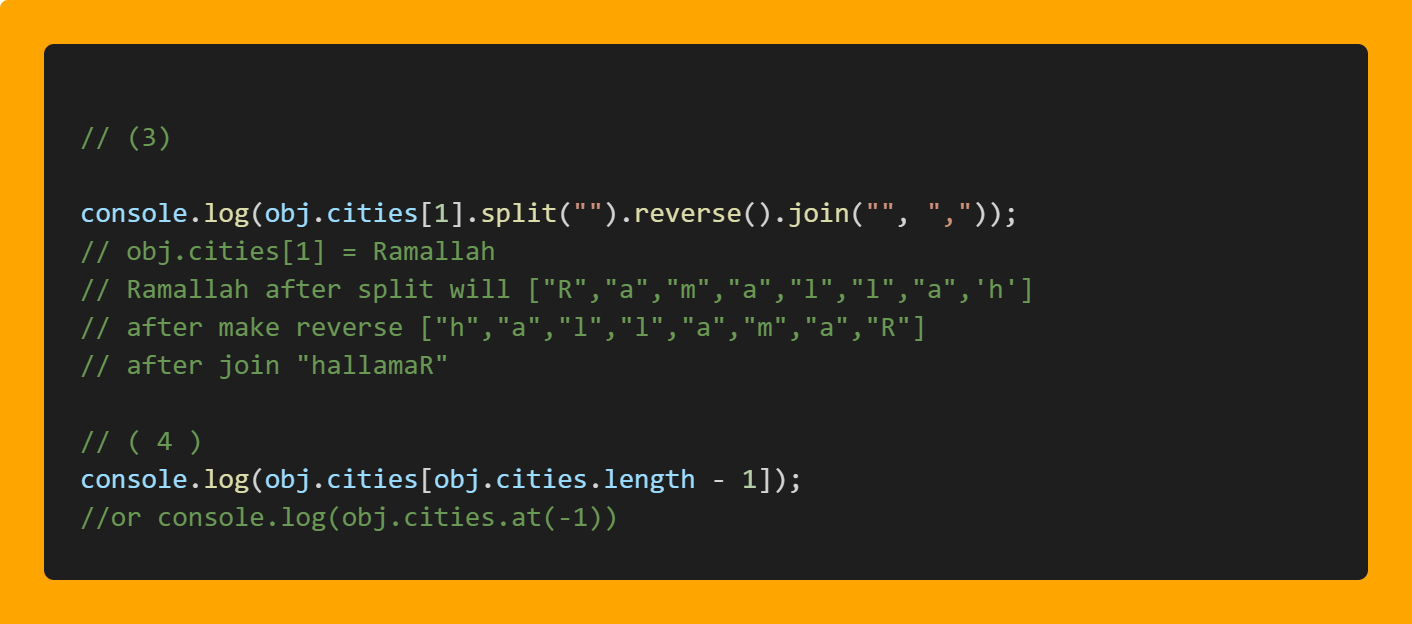 // (3)
console.log(obj.cities[1].split("").reverse().join("", ","));
// obj.cities[1] = Ramallah
// Ramallah after split will ["R","a","m","a","l","l","a",'h']
// after make reverse ["h","a","l","l","a","m","a","R"]
// after join "hallamaR"
// ( 4 )
console.log(obj.cities[obj.cities.length - 1]);
//or console.log(obj.cities.at(-1))